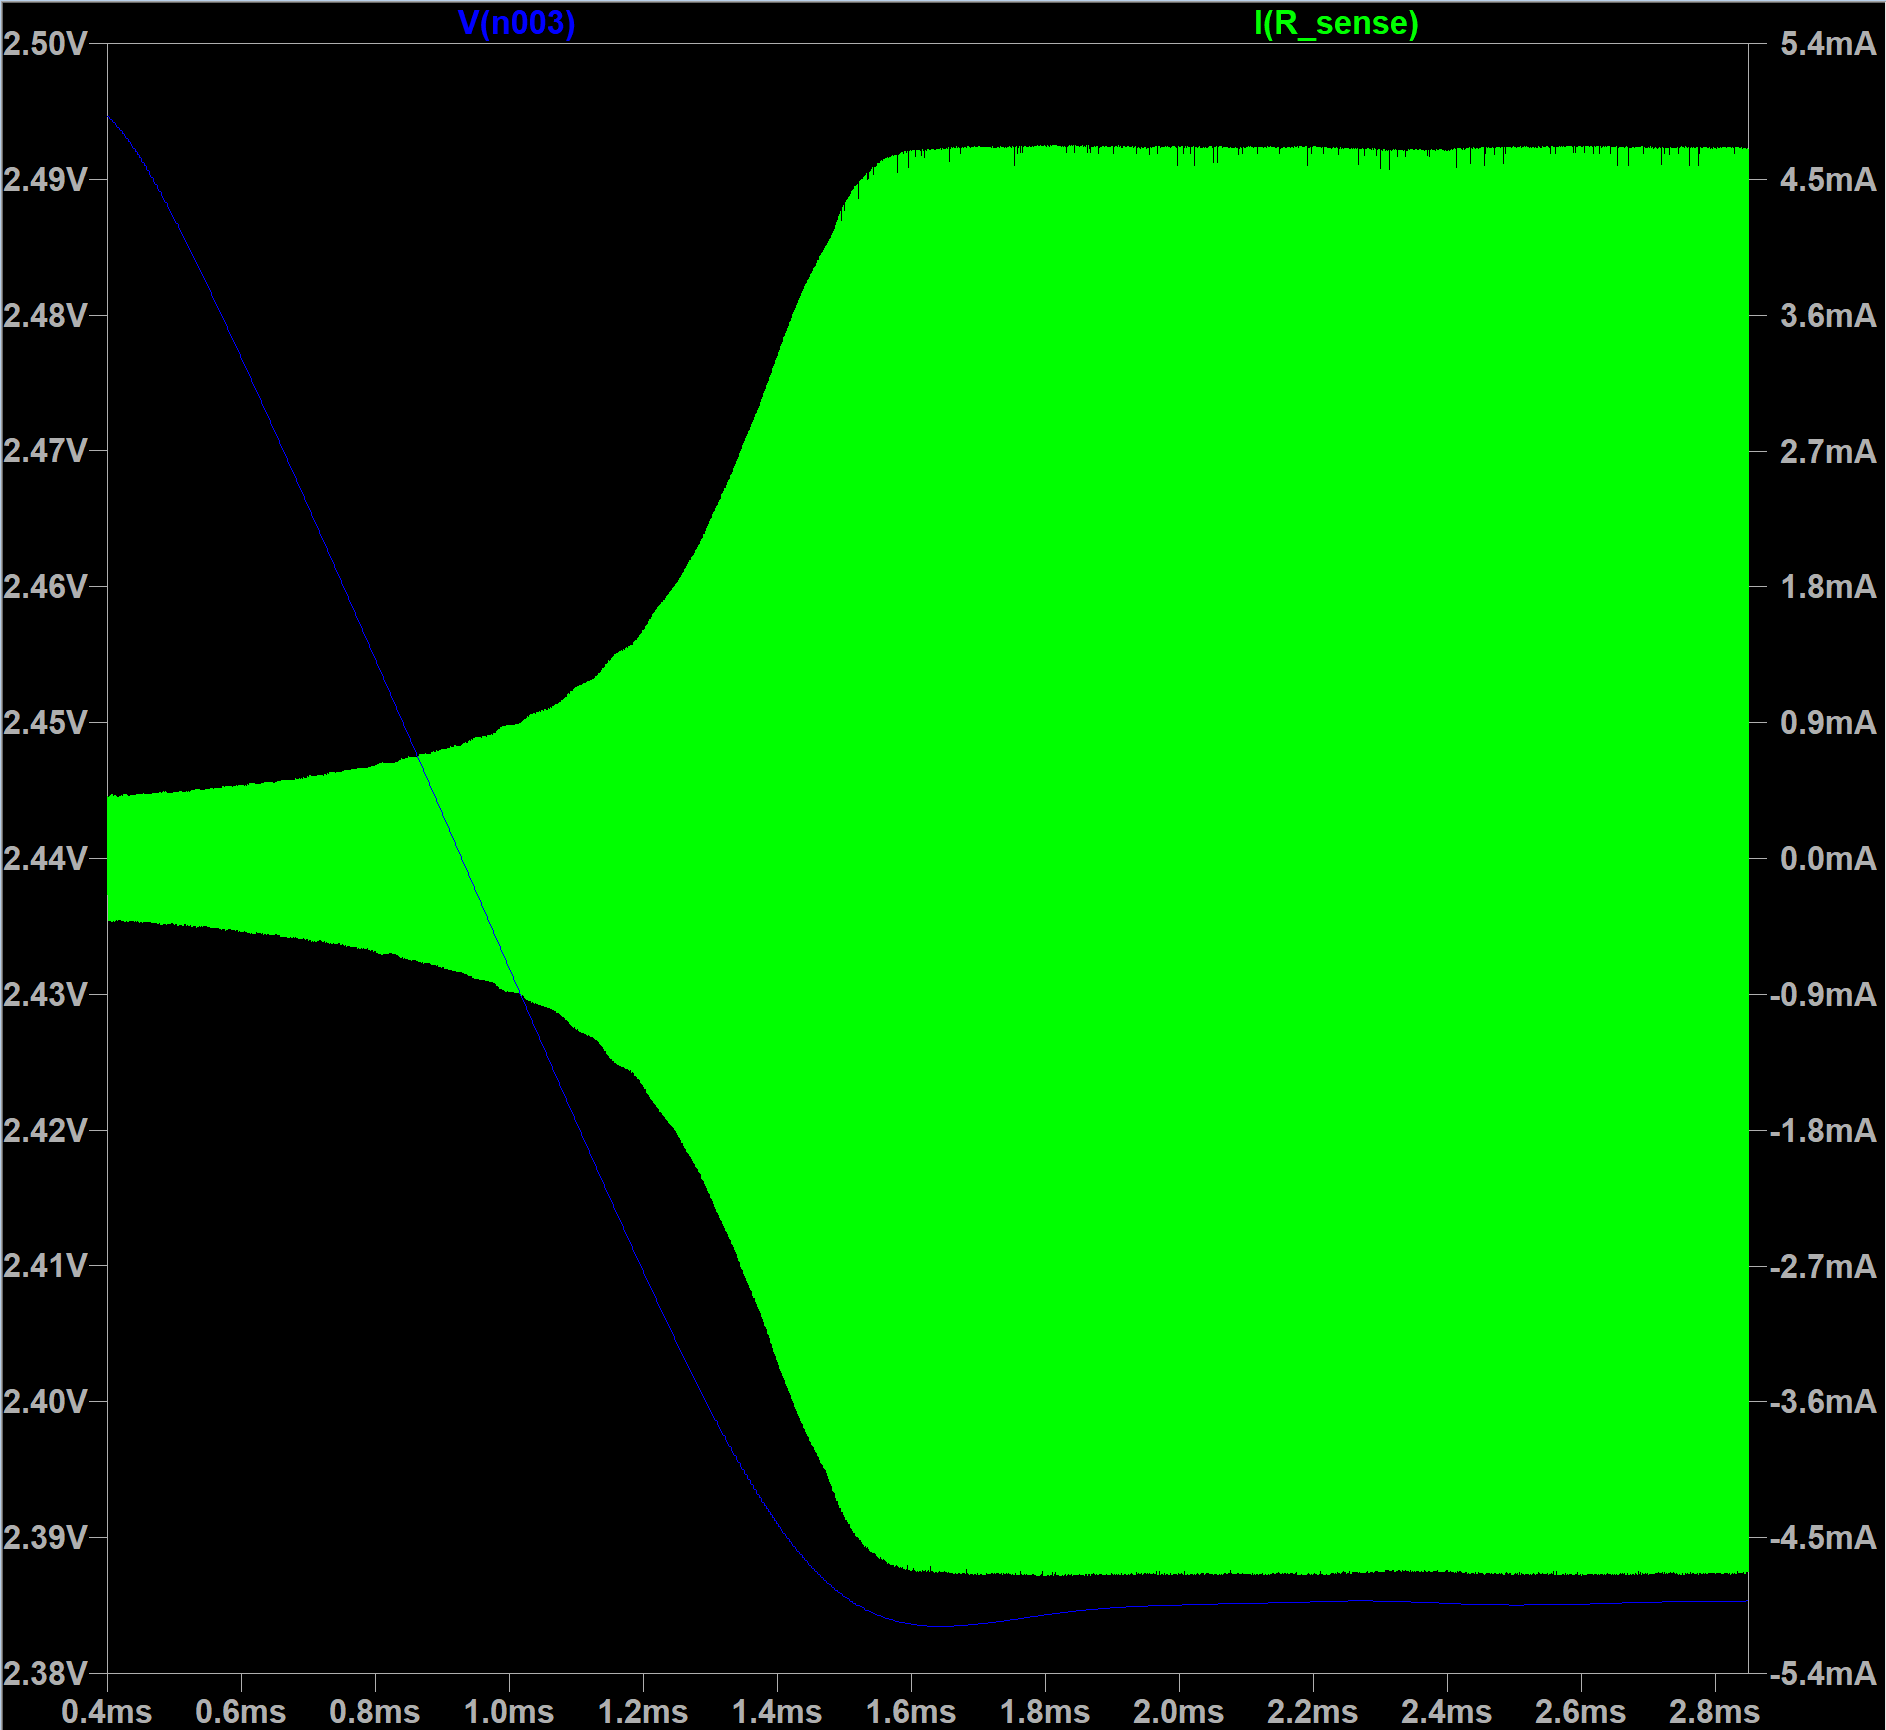 V(n003) I(R_sense)
2.50V 5.4mA
2.49V 4.5mA
2.48V 3.6mA
2.47V 2.7mA
2.46V 1.8mA
2.45V 0.9mA
2.44V 0.0mA
2.43V -0.9mA
2.42V -1.8mA
2.41V -2.7mA
2.40V -3.6mA
2.39V -4.5mA
2.38V -5.4mA
0.4ms 0.6ms 0.8ms 1.0ms 1.2ms 1.4ms 1.6ms 1.8ms 2.0ms 2.2ms 2.4ms 2.6ms 2.8ms